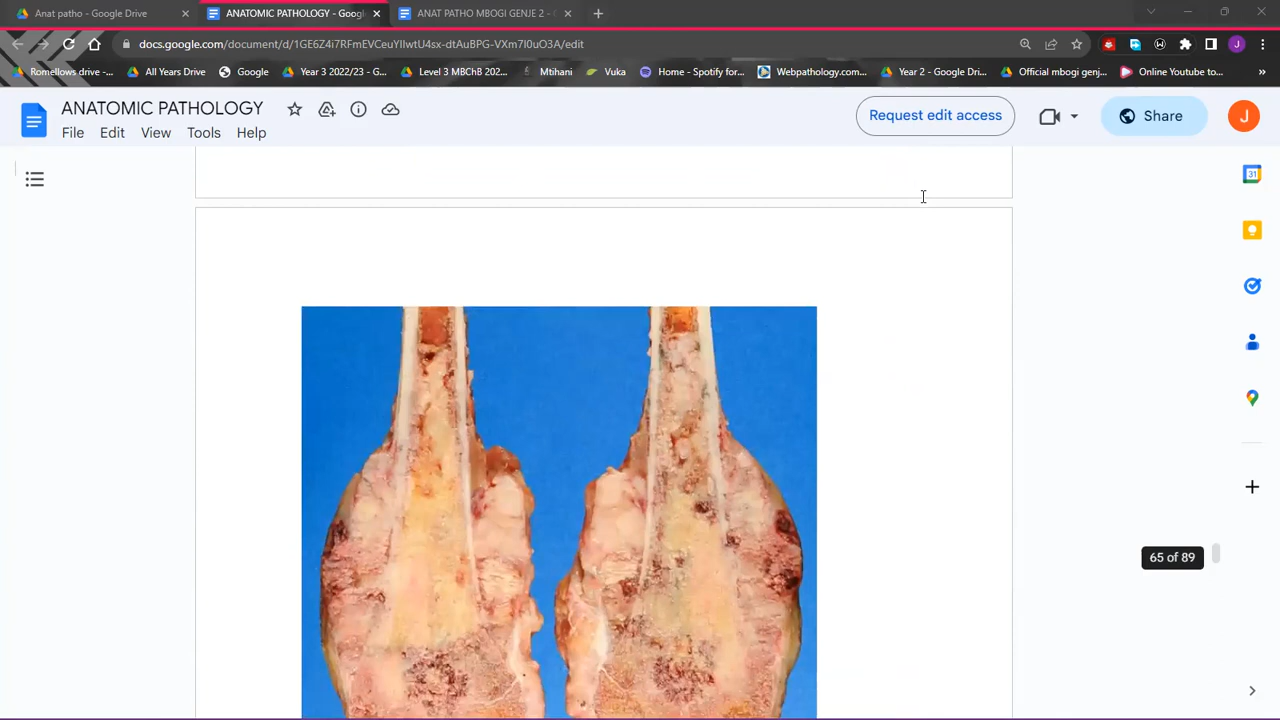 Anat patho - Google Drive
ANATOMIC PATHOLOGY - Goog
ANAT PATHO MBOGI GENJE 2 -
docs.google.com/document/d/1GE6Z4i7RFmEVCeuYIlwtU4sx-dtAuBPG-VXm7I0uO3A/edit
Romellows drive -...
All Years Drive
Google
Year 3 2022/23 - G...
Level 3 MBChB 202...
Mtihani
Vuka
Home - Spotify for...
Webpathology.com...
Year 2 - Google Dri...
Official mbogi genj...
Online Youtube to...
ANATOMIC PATHOLOGY
Request edit access
Share
J
File Edit View Tools Help
31
65 of 89